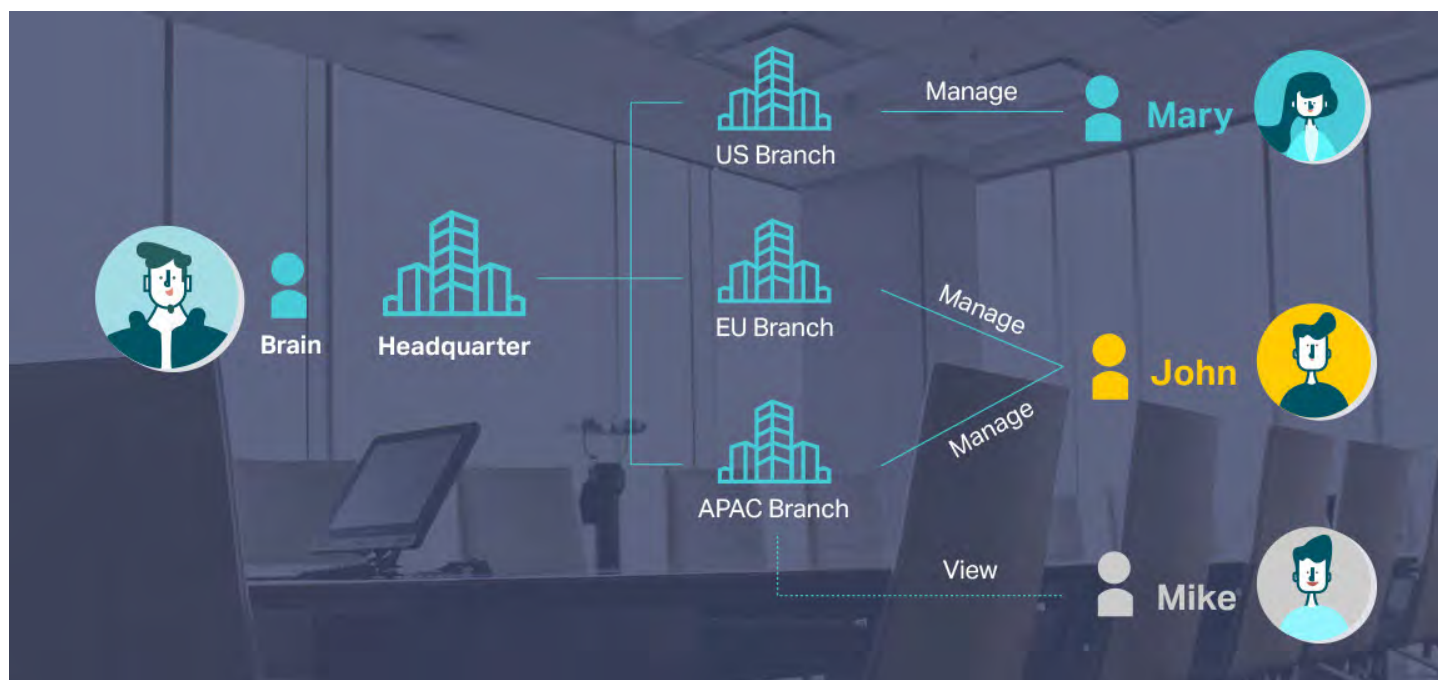 US Branch
Manage
Mary
Brain
Headquarter
EU Branch
Manage
John
Manage
APAC Branch
View
Mike